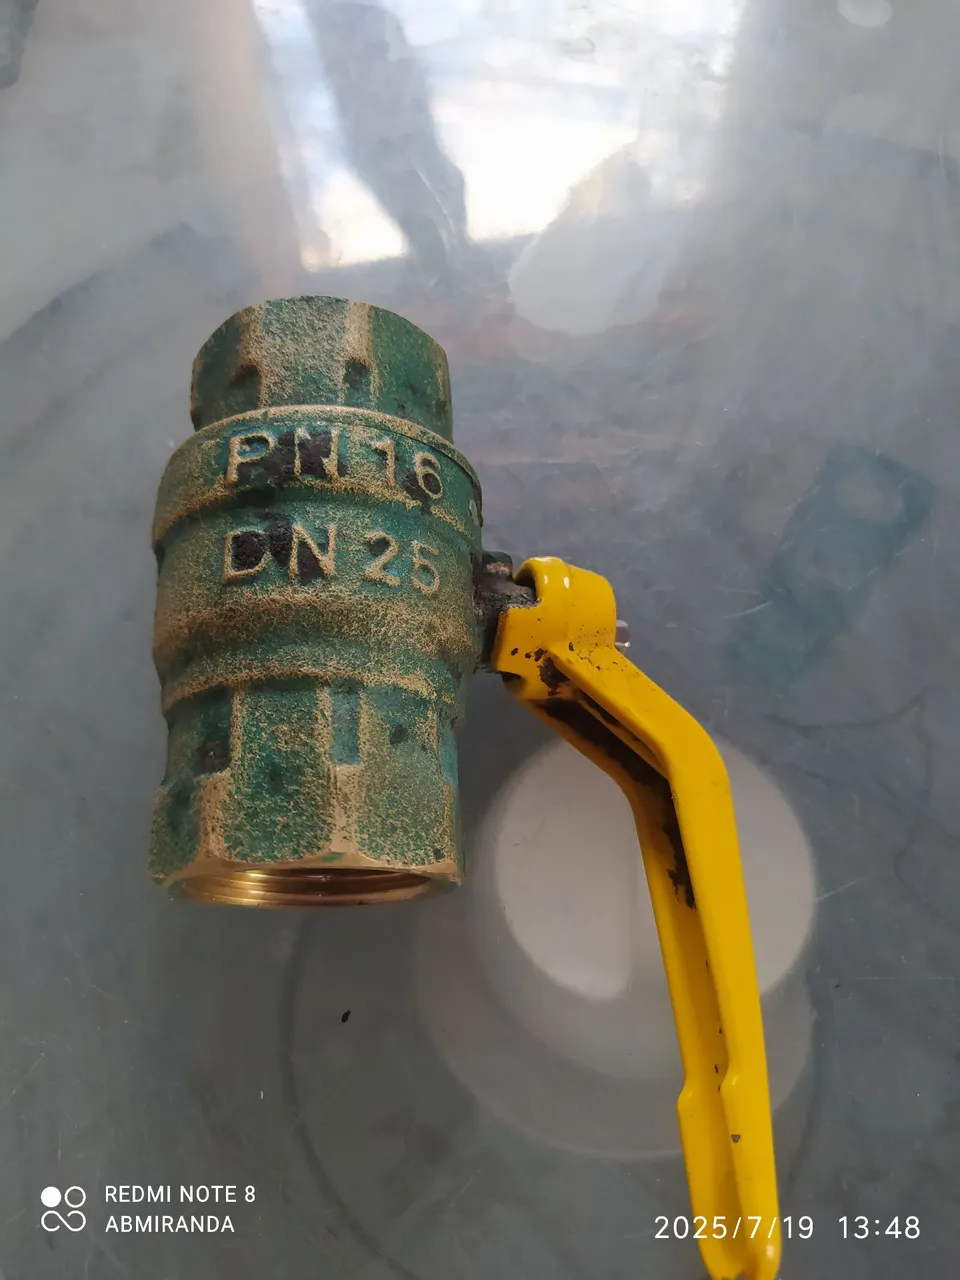 PN 16
DN 25
REDMI NOTE 8
ABMIRANDA
2025/7/19 13:48